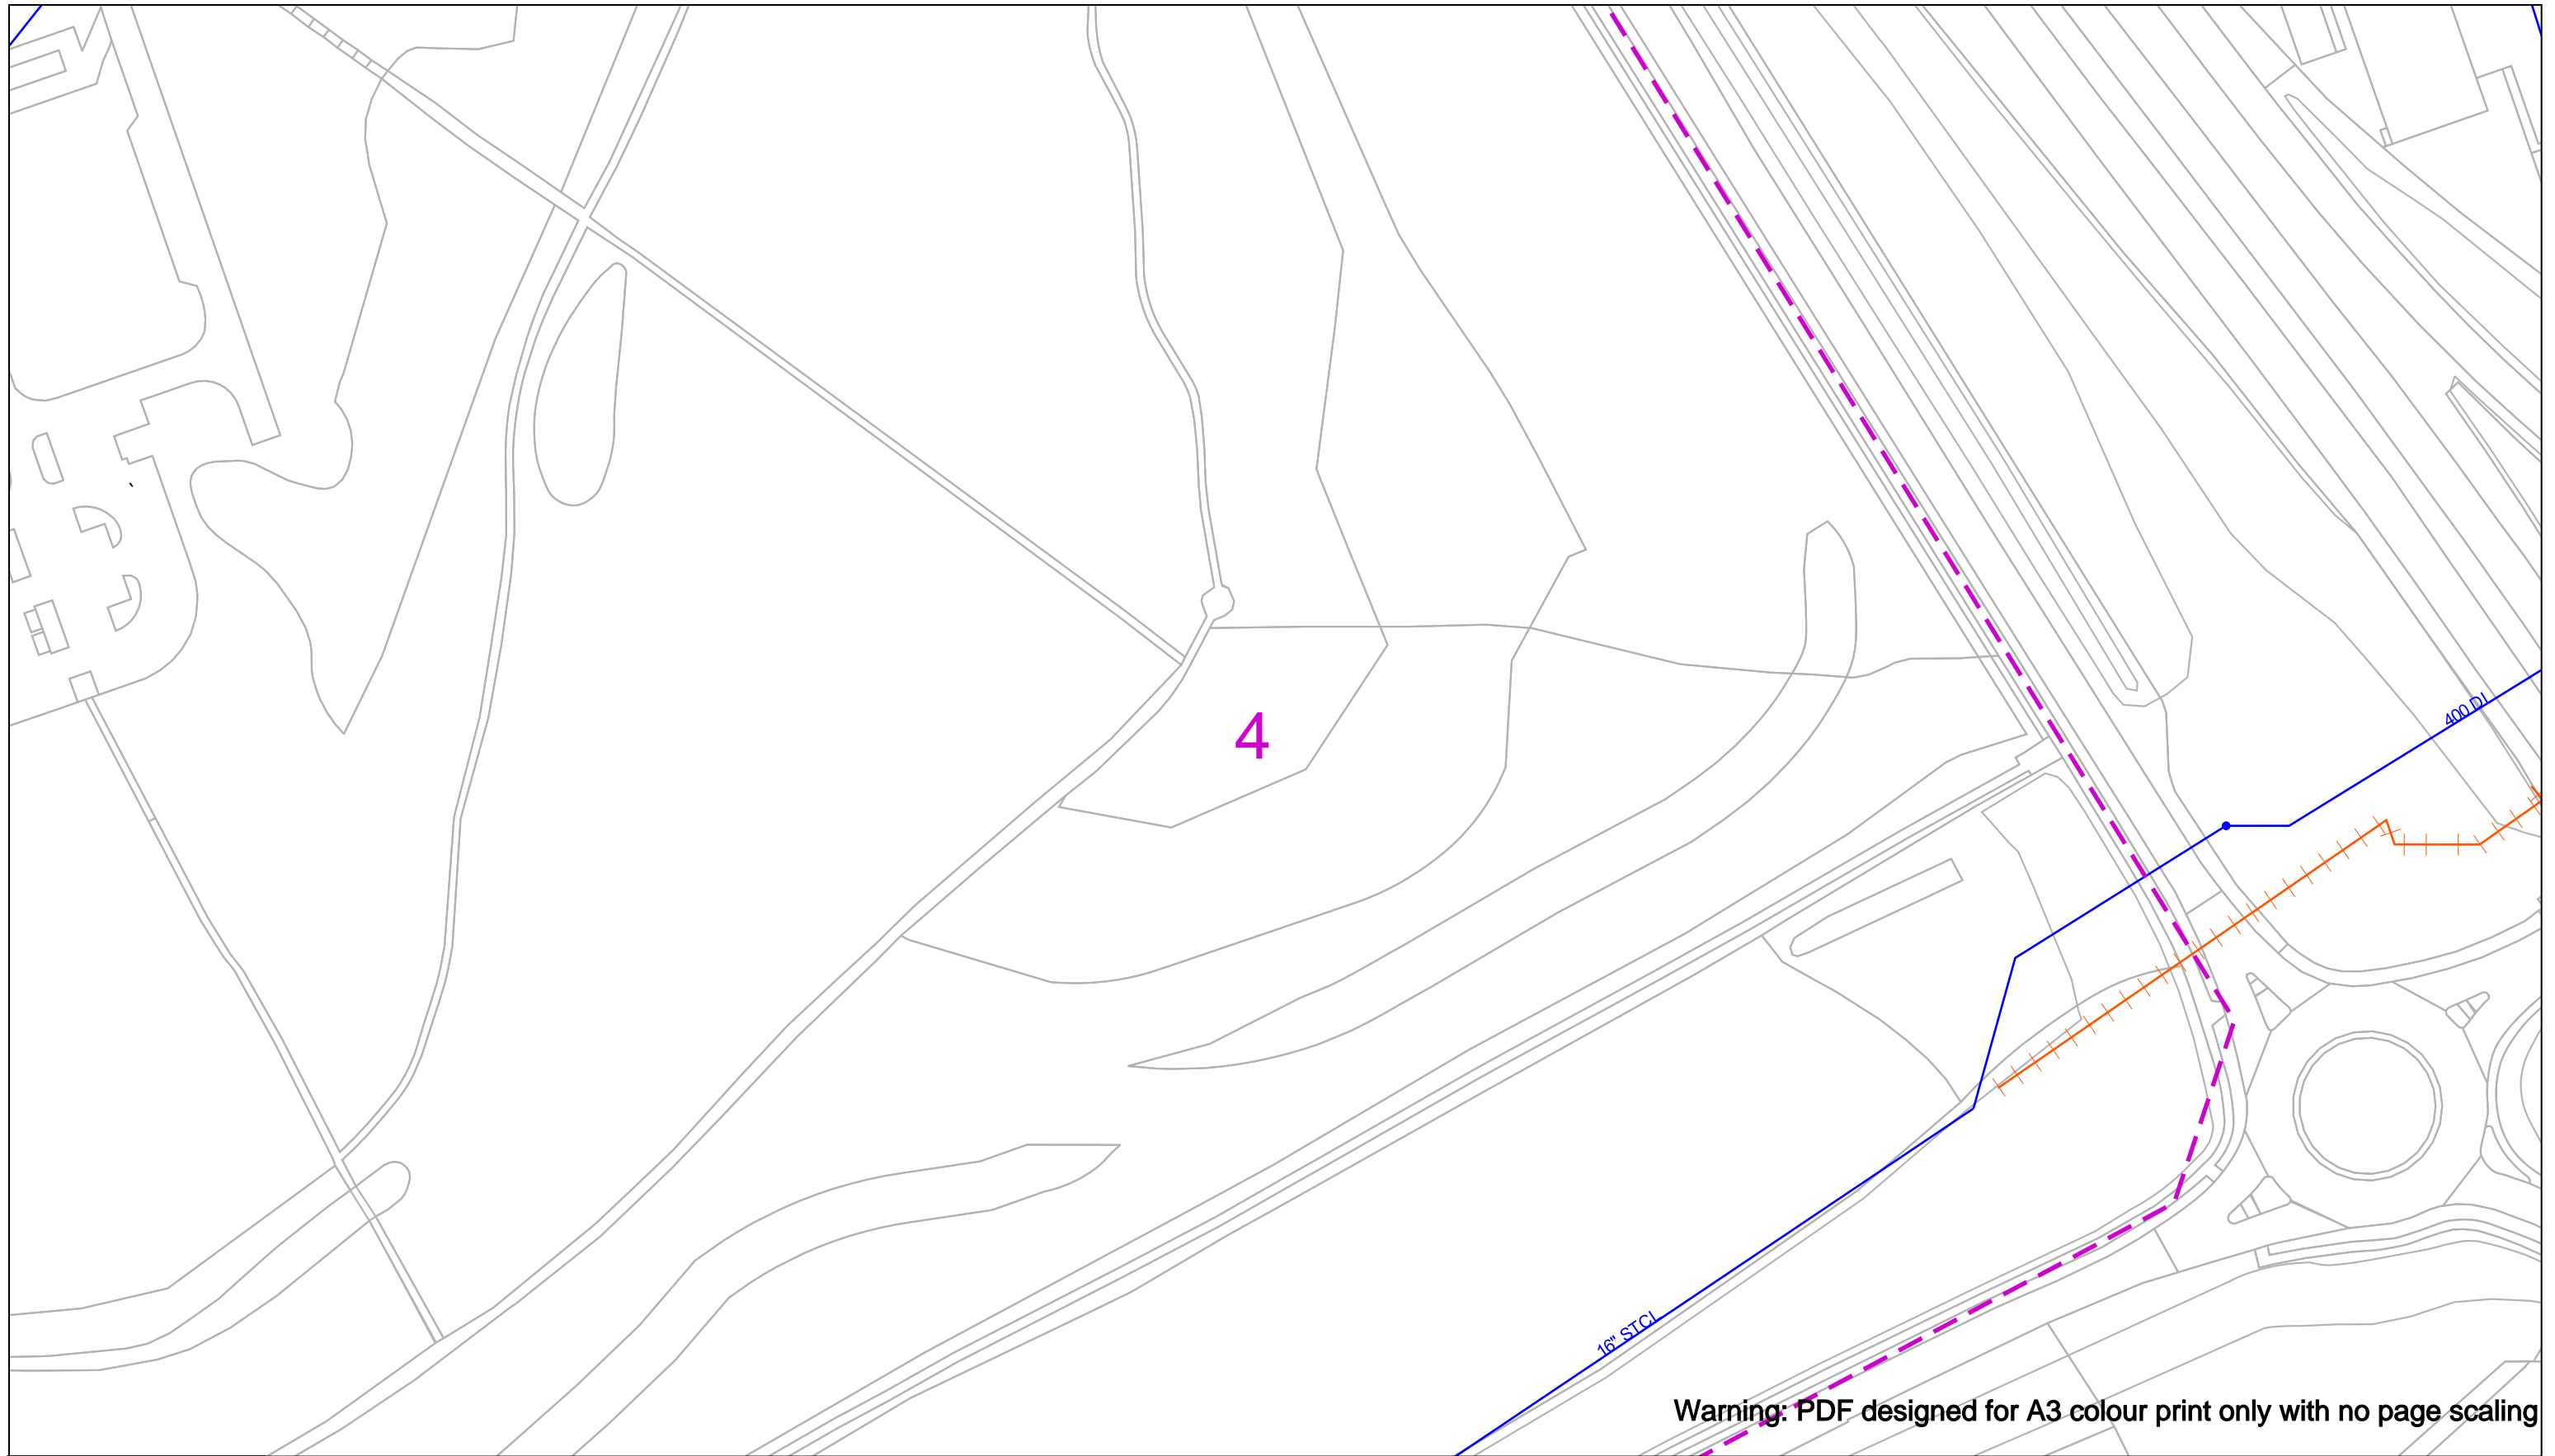 4
400 DI
16" STCI
Warning: PDF designed for A3 colour print only with no page scaling